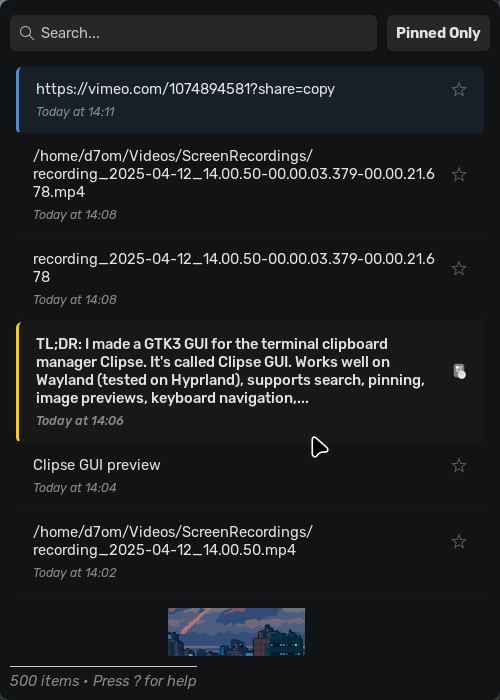 Search...
Pinned Only
https://vimeo.com/1074894581?share=copy
Today at 14:11
/home/d7om/Videos/ScreenRecordings/
recording_2025-04-12_14.00.50-00.00.03.379-00.00.21.6
78.mp4
Today at 14:08
recording_2025-04-12_14.00.50-00.00.03.379-00.00.21.6
78
Today at 14:08
TL;DR: I made a GTK3 GUI for the terminal clipboard
manager Clipse. It's called Clipse GUI. Works well on
Wayland (tested on Hyprland), supports search, pinning,
image previews, keyboard navigation,...
Today at 14:06
Clipse GUI preview
Today at 14:04
/home/d7om/Videos/ScreenRecordings/
recording_2025-04-12_14.00.50.mp4
Today at 14:02
500 items • Press ? for help